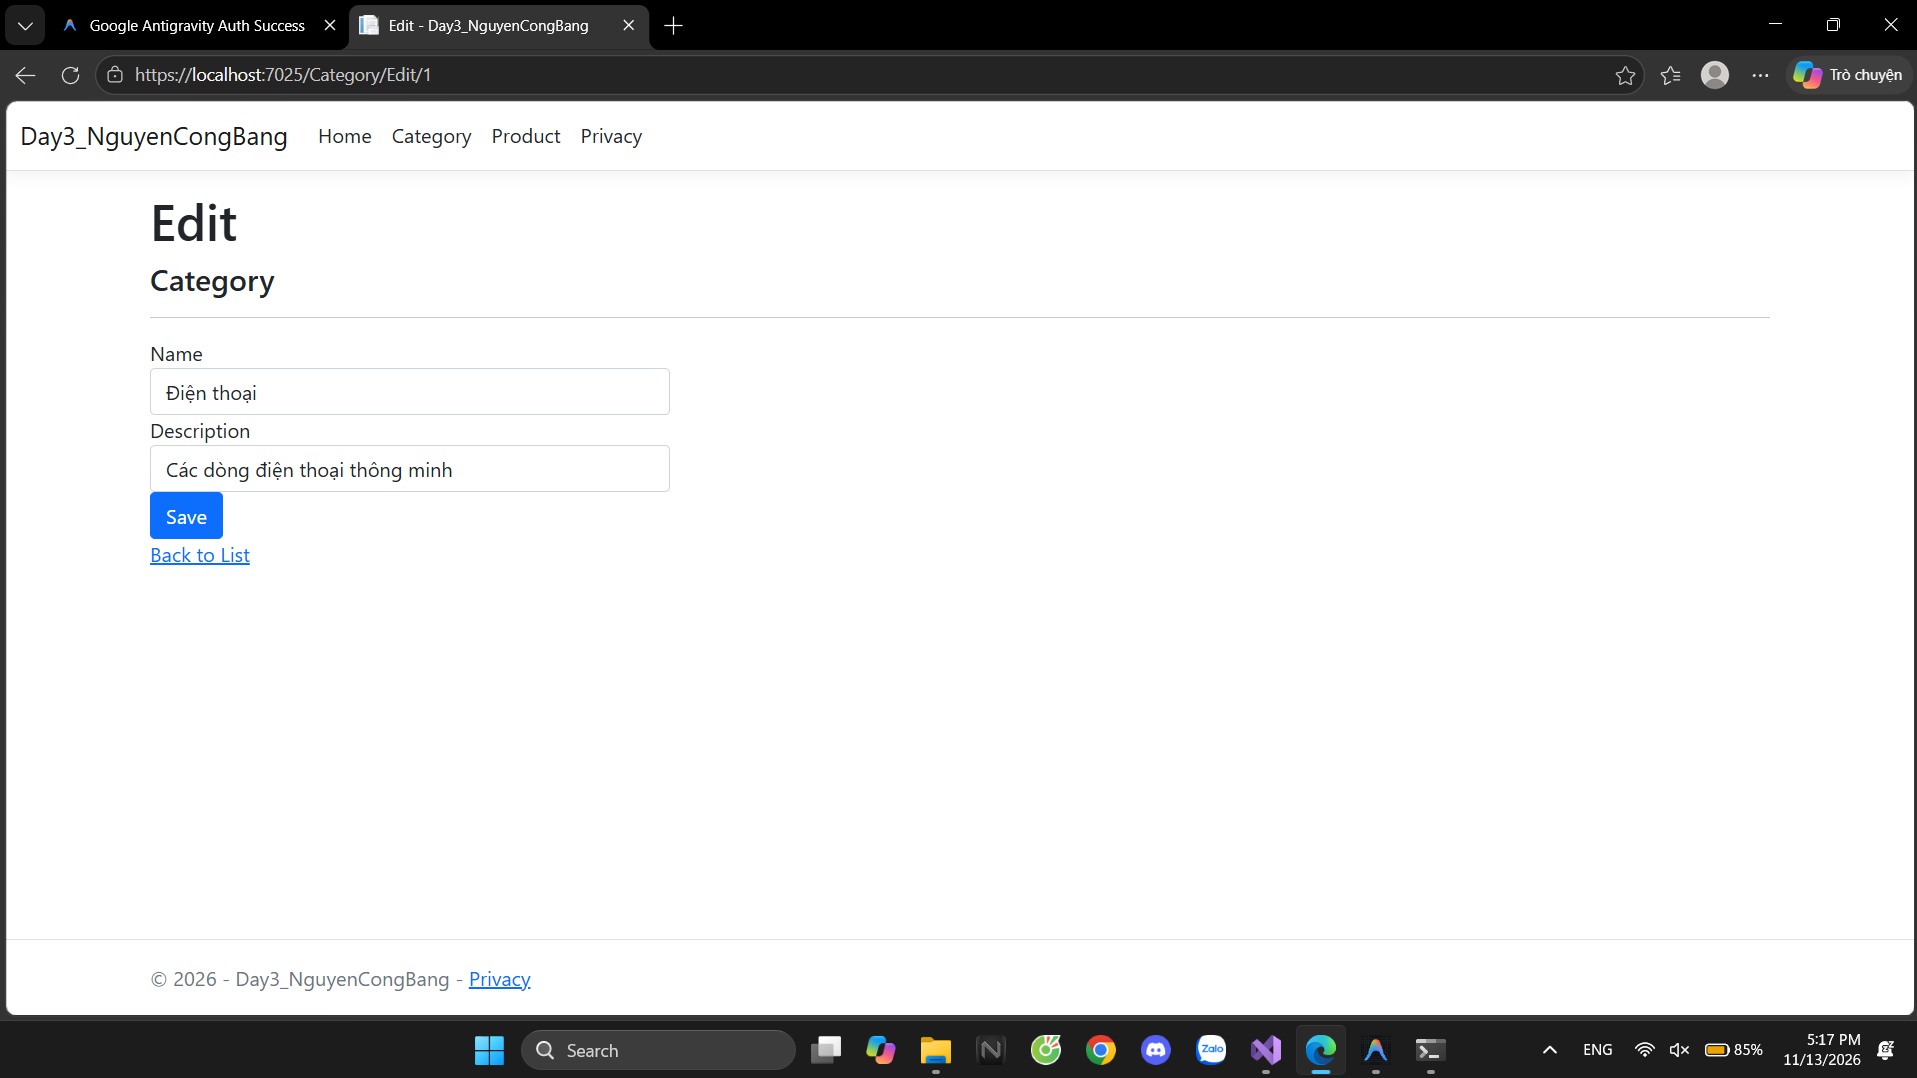 Google Antigravity Auth Success
Edit - Day3_NguyenCongBang
https://localhost:7025/Category/Edit/1
Trò chuyện
Day3_NguyenCongBang Home Category Product Privacy
Edit
Category
Name
Điện thoại
Description
Các dòng điện thoại thông minh
Save
Back to List
© 2026 - Day3_NguyenCongBang - Privacy
Search
Zalo
ENG
85%
5:17 PM
11/13/2026